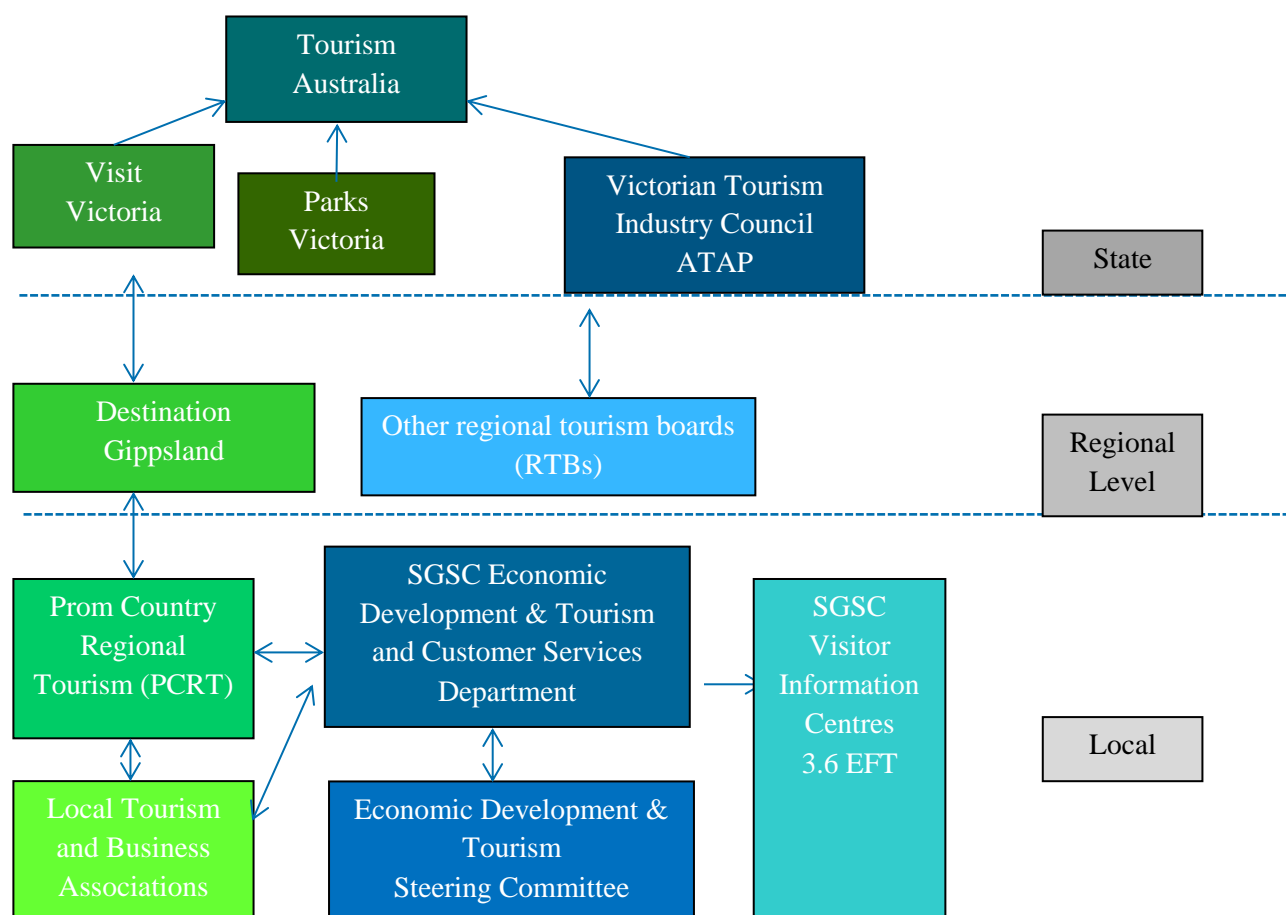 Tourism
Australia
Visit
Victoria
Parks
Victoria
Victorian Tourism
Industry Council
ATAP
State
Destination
Gippsland
Other regional tourism boards
(RTBs)
Regional
Level
Prom Country
Regional
Tourism (PCRT)
SGSC Economic
Development & Tourism
and Customer Services
Department
SGSC
Visitor
Information
Centres
3.6 EFT
Local
Local Tourism
and Business
Associations
Economic Development &
Tourism
Steering Committee